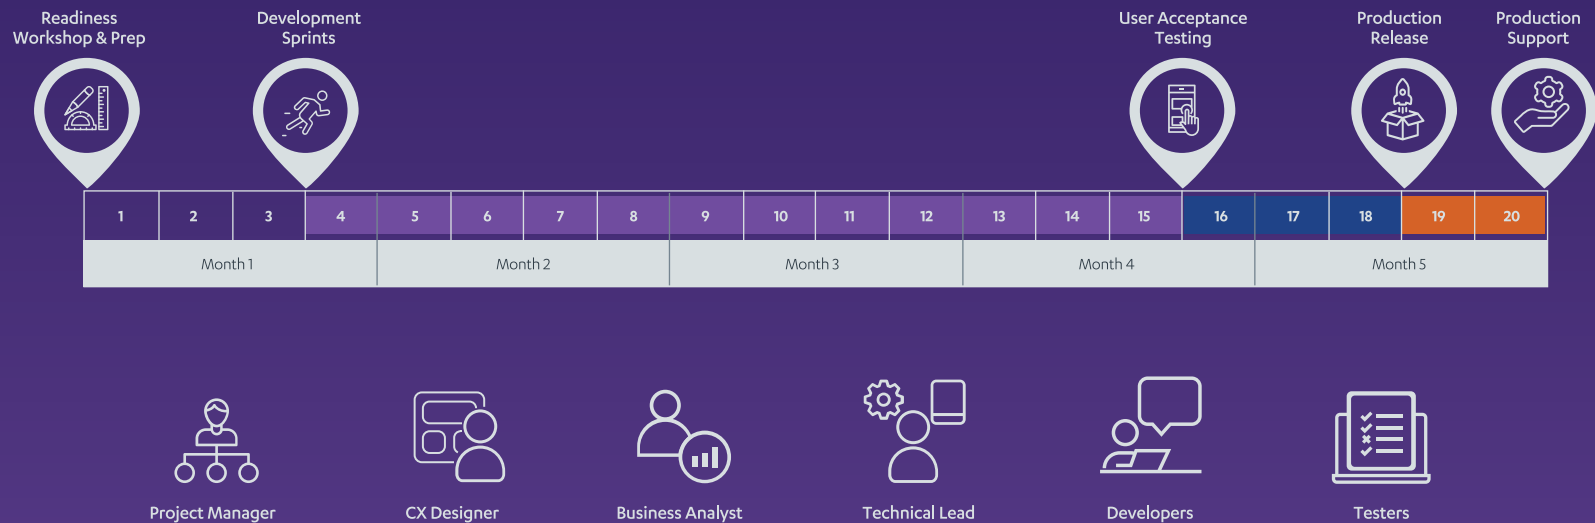 Readiness
Workshop & Prep
Development
Sprints
User Acceptance
Testing
Production
Release
Production
Support
1 2 3 4 5 6 7 8 9 10 11 12 13 14 15 16 17 18 19 20
Month 1 Month 2 Month 3 Month 4 Month 5
Project Manager CX Designer Business Analyst Technical Lead Developers Testers